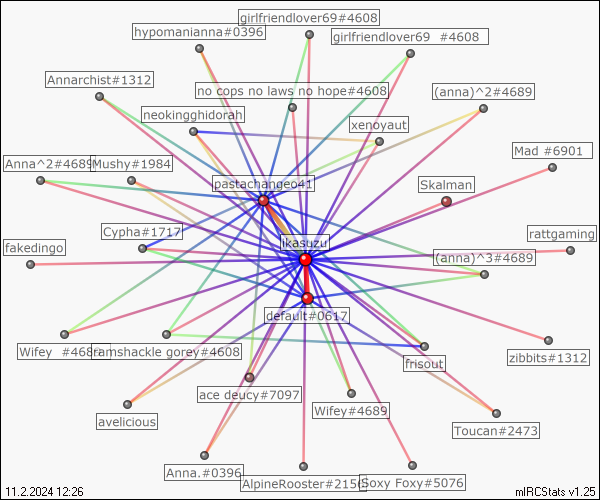 girlfriendlover69#4608
hypomanianna#0396
girlfriendlover69 #4608
Annarchist#1312
no cops no laws no hope#4608
(anna)^2#4689
neokingghidorah
xenoyaut
Mad #6901
Anna^2#4689
Mushy#1984
pastachangeo41
Skalman
Cypha#1717
rattgaming
fakedingo
ikasuzu
(anna)^3#4689
default#0617
Wifey #468
ramshackle gorey#4608
frisout
zibbits#1312
ace deucy#7097
Wifey#4689
avelicious
Toucan#2473
Anna.#0396
AlpineRooster#2156
Soxy Foxy#5076
11.2.2024 12:26
mIRCStats v1.25